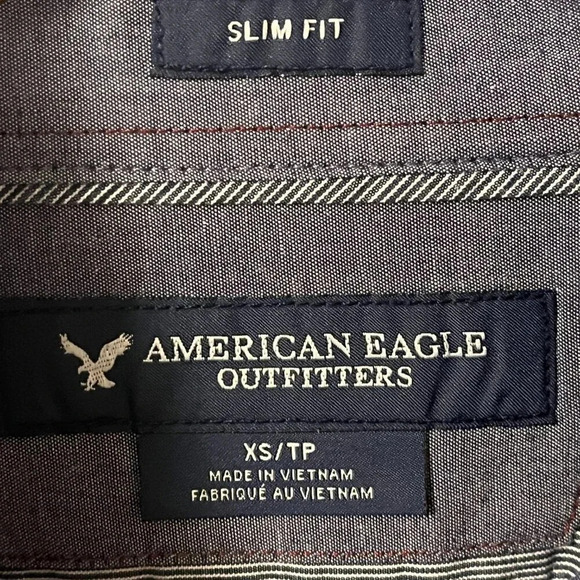 SLIM FIT
AMERICAN EAGLE
OUTFITTERS
XS/TP
MADE IN VIETNAM
FABRIQUÉ AU VIETNAM